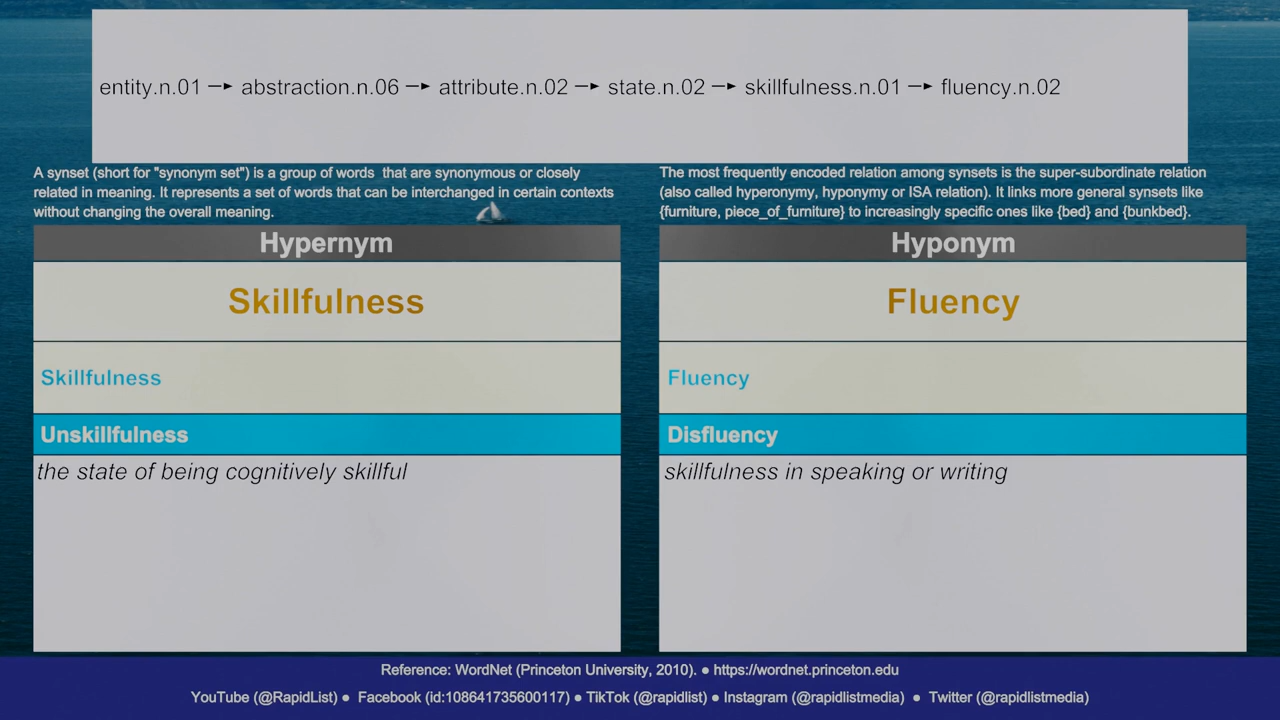 entity.n.01 → abstraction.n.06 → attribute.n.02 → state.n.02 → skillfulness.n.01 → fluency.n.02
A synset (short for "synonym set") is a group of words that are synonymous or closely
related in meaning. It represents a set of words that can be interchanged in certain contexts
without changing the overall meaning.
The most frequently encoded relation among synsets is the super-subordinate relation
(also called hyperonymy, hyponymy or ISA relation). It links more general synsets like
{furniture, piece_of_furniture} to increasingly specific ones like {bed} and {bunkbed}.
Hypernym
Skillfulness
Skillfulness
Unskillfulness
the state of being cognitively skillful
Hyponym
Fluency
Fluency
Disfluency
skillfulness in speaking or writing
Reference: WordNet (Princeton University, 2010). ● https://wordnet.princeton.edu
YouTube (@RapidList) ● Facebook (id:108641735600117) ● TikTok (@rapidlist) ● Instagram (@rapidlistmedia) ● Twitter (@rapidlistmedia)